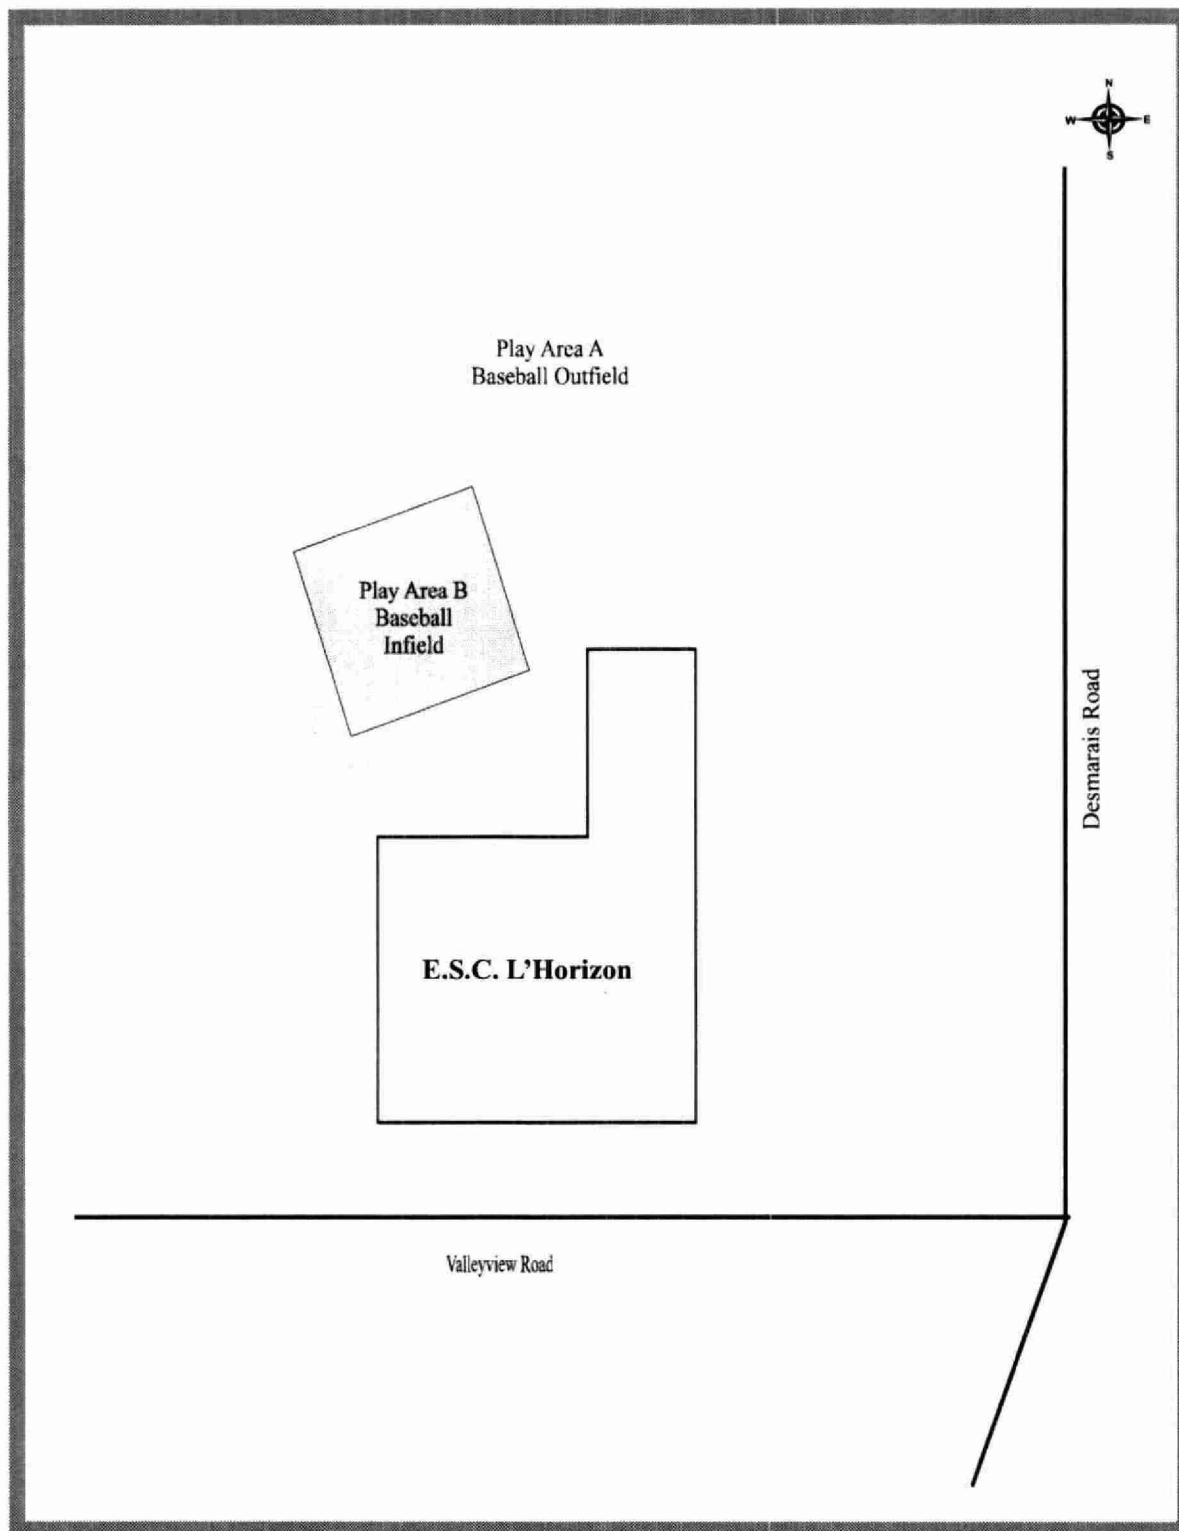 N
W E
S
Play Area A
Baseball Outfield
Play Area B
Baseball
Infield
Desmarais Road
E.S.C. L'Horizon
Valleyview Road